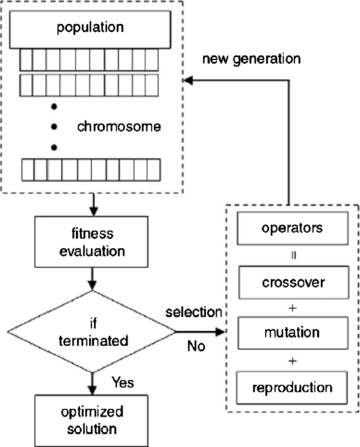 population
new generation
chromosome
fitness
evaluation
operators
=
crossover
+
mutation
+
reproduction
selection
if
terminated
No
Yes
optimized
solution